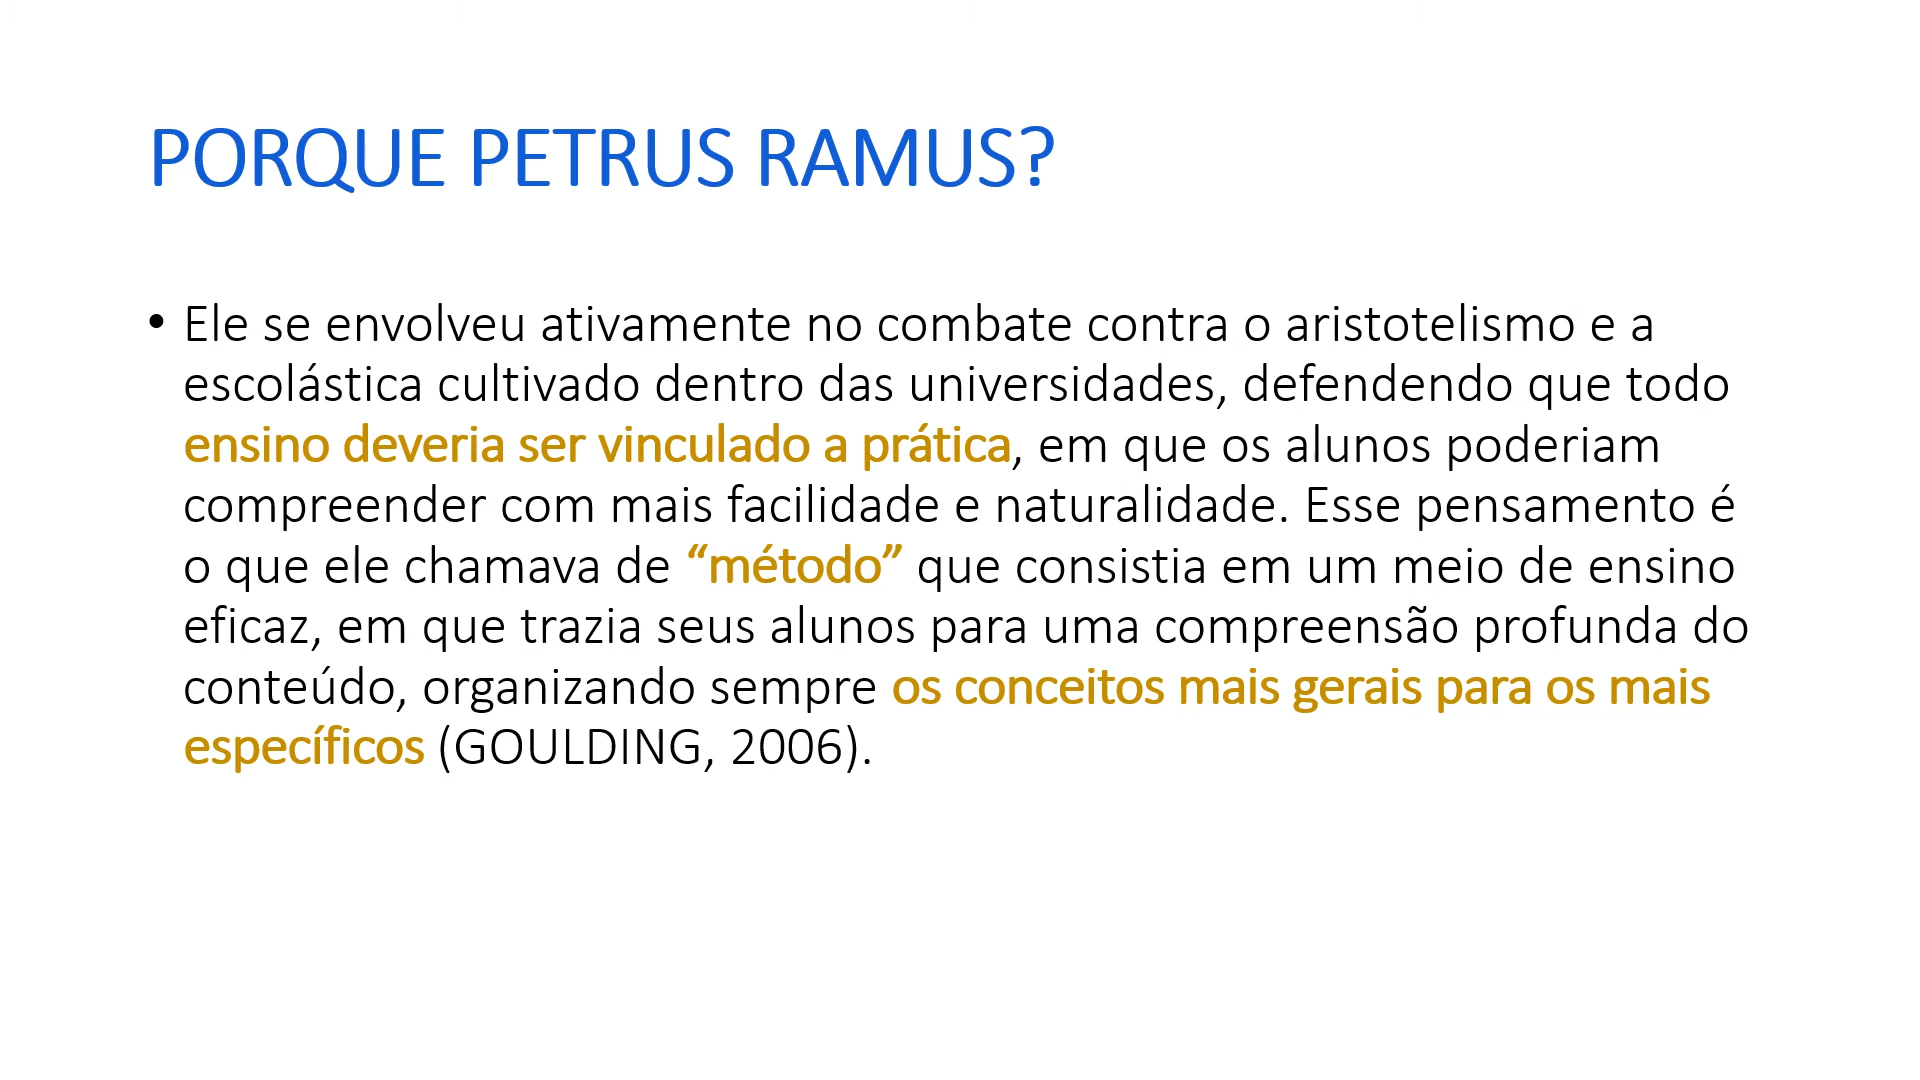 PORQUE PETRUS RAMUS?
• Ele se envolveu ativamente no combate contra o aristotelismo e a
escolástica cultivado dentro das universidades, defendendo que todo
ensino deveria ser vinculado a prática, em que os alunos poderiam
compreender com mais facilidade e naturalidade. Esse pensamento é
o que ele chamava de “método” que consistia em um meio de ensino
eficaz, em que trazia seus alunos para uma compreensão profunda do
conteúdo, organizando sempre os conceitos mais gerais para os mais
específicos (GOULDING, 2006).